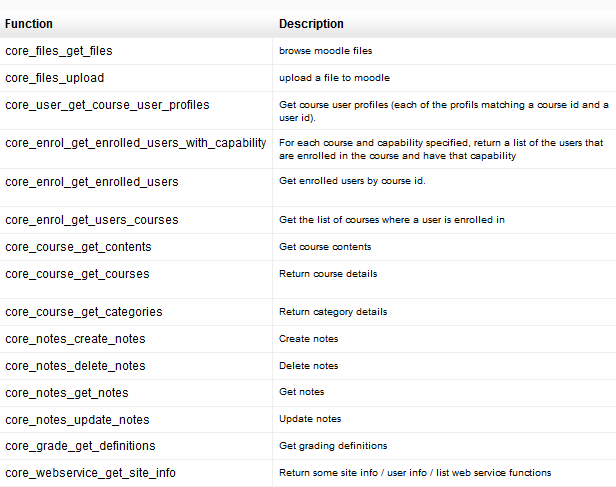 Function Description
core_files_get_files browse moodle files
core_files_upload upload a file to moodle
core_user_get_course_user_profiles Get course user profiles (each of the profils matching a course id and a
user id).
core_enrol_get_enrolled_users_with_capability For each course and capability specified, return a list of the users that
are enrolled in the course and have that capability
core_enrol_get_enrolled_users Get enrolled users by course id.
core_enrol_get_users_courses Get the list of courses where a user is enrolled in
core_course_get_contents Get course contents
core_course_get_courses Return course details
core_course_get_categories Return category details
core_notes_create_notes Create notes
core_notes_delete_notes Delete notes
core_notes_get_notes Get notes
core_notes_update_notes Update notes
core_grade_get_definitions Get grading definitions
core_webservice_get_site_info Return some site info / user info / list web service functions